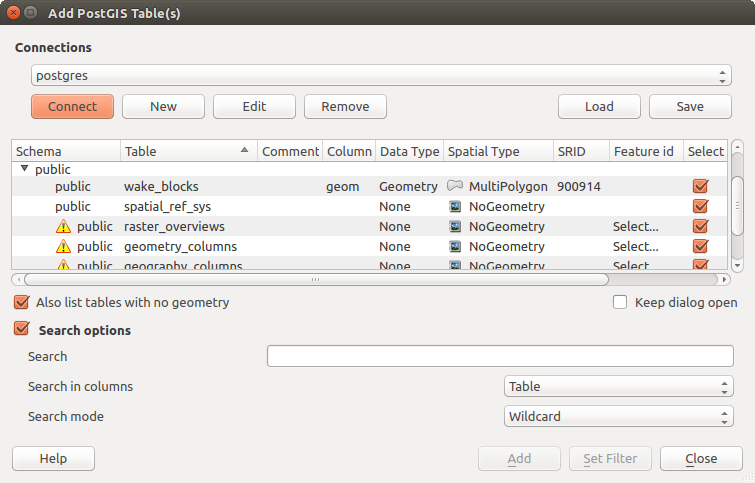 Add PostGIS Table(s)
Connections
postgres
Connect New Edit Remove Load Save
Schema Table Comment Column Data Type Spatial Type SRID Feature id Select
public
public wake_blocks geom Geometry MultiPolygon 900914
public spatial_ref_sys None NoGeometry
public raster_overviews None NoGeometry Select...
public geometry_columns None NoGeometry Select...
public geography_columns None NoGeometry Select...
Also list tables with no geometry Keep dialog open
Search options
Search
Search in columns Table
Search mode Wildcard
Help Add Set Filter Close